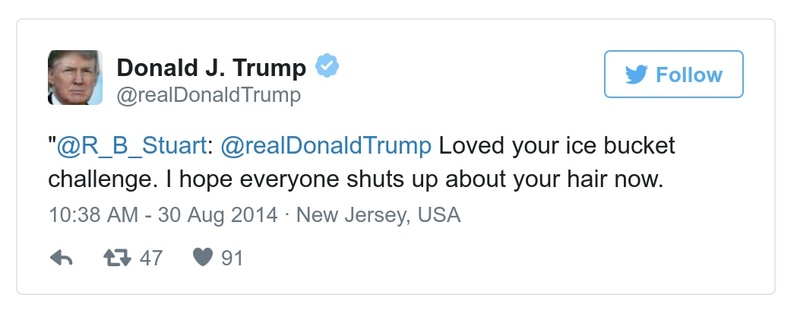 Donald J. Trump
@realDonaldTrump
Follow
"@R_B_Stuart: @realDonaldTrump Loved your ice bucket
challenge. I hope everyone shuts up about your hair now.
10:38 AM - 30 Aug 2014 · New Jersey, USA
47 91